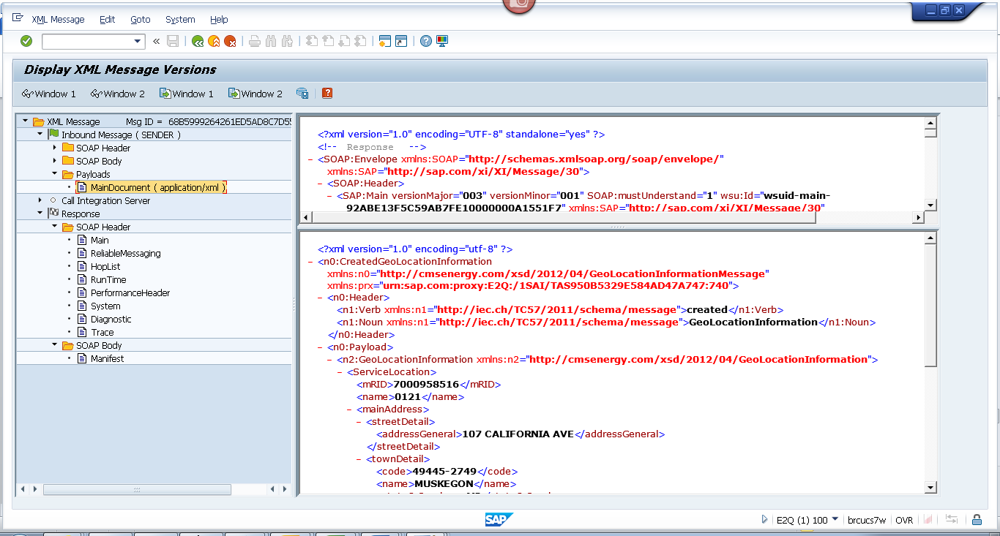 XML Message Edit Goto System Help
Display XML Message Versions
Window 1 Window 2 Window 1 Window 2
XML Message Msg ID = 68B5999264261ED5AD8C7D55
Inbound Message ( SENDER )
SOAP Header
SOAP Body
Payloads
MainDocument ( application/xml )
Call Integration Server
Response
SOAP Header
Main
ReliableMessaging
HopList
RunTime
PerformanceHeader
System
Diagnostic
Trace
SOAP Body
Manifest
<?xml version="1.0" encoding="UTF-8" standalone="yes" ?>
<!-- Response -->
- <SOAP:Envelope xmlns:SOAP="http://schemas.xmlsoap.org/soap/envelope/"
xmlns:SAP="http://sap.com/xi/XI/Message/30">
- <SOAP:Header>
- <SAP:Main versionMajor="003" versionMinor="001" SOAP:mustUnderstand="1" wsu:Id="wsuid-main-
92ABE13F5C59AB7FE10000000A1551F7" xmlns:SAP="http://sap.com/xi/XI/Message/30"
<?xml version="1.0" encoding="utf-8" ?>
- <n0:CreatedGeoLocationInformation
xmlns:n0="http://cmsenergy.com/xsd/2012/04/GeoLocationInformationMessage"
xmlns:prx="urn:sap.com:proxy:E2Q:/1SAI/TAS950B5329E584AD47A747:740">
- <n0:Header>
<n1:Verb xmlns:n1="http://iec.ch/TC57/2011/schema/message">created</n1:Verb>
<n1:Noun xmlns:n1="http://iec.ch/TC57/2011/schema/message">GeoLocationInformation</n1:Noun>
</n0:Header>
- <n0:Payload>
- <n2:GeoLocationInformation xmlns:n2="http://cmsenergy.com/xsd/2012/04/GeoLocationInformation">
- <ServiceLocation>
<mRID>7000958516</mRID>
<name>0121</name>
- <mainAddress>
- <streetDetail>
<addressGeneral>107 CALIFORNIA AVE</addressGeneral>
</streetDetail>
- <townDetail>
<code>49445-2749</code>
<name>MUSKEGON</name>
SAP
E2Q (1) 100 brcucs7w OVR